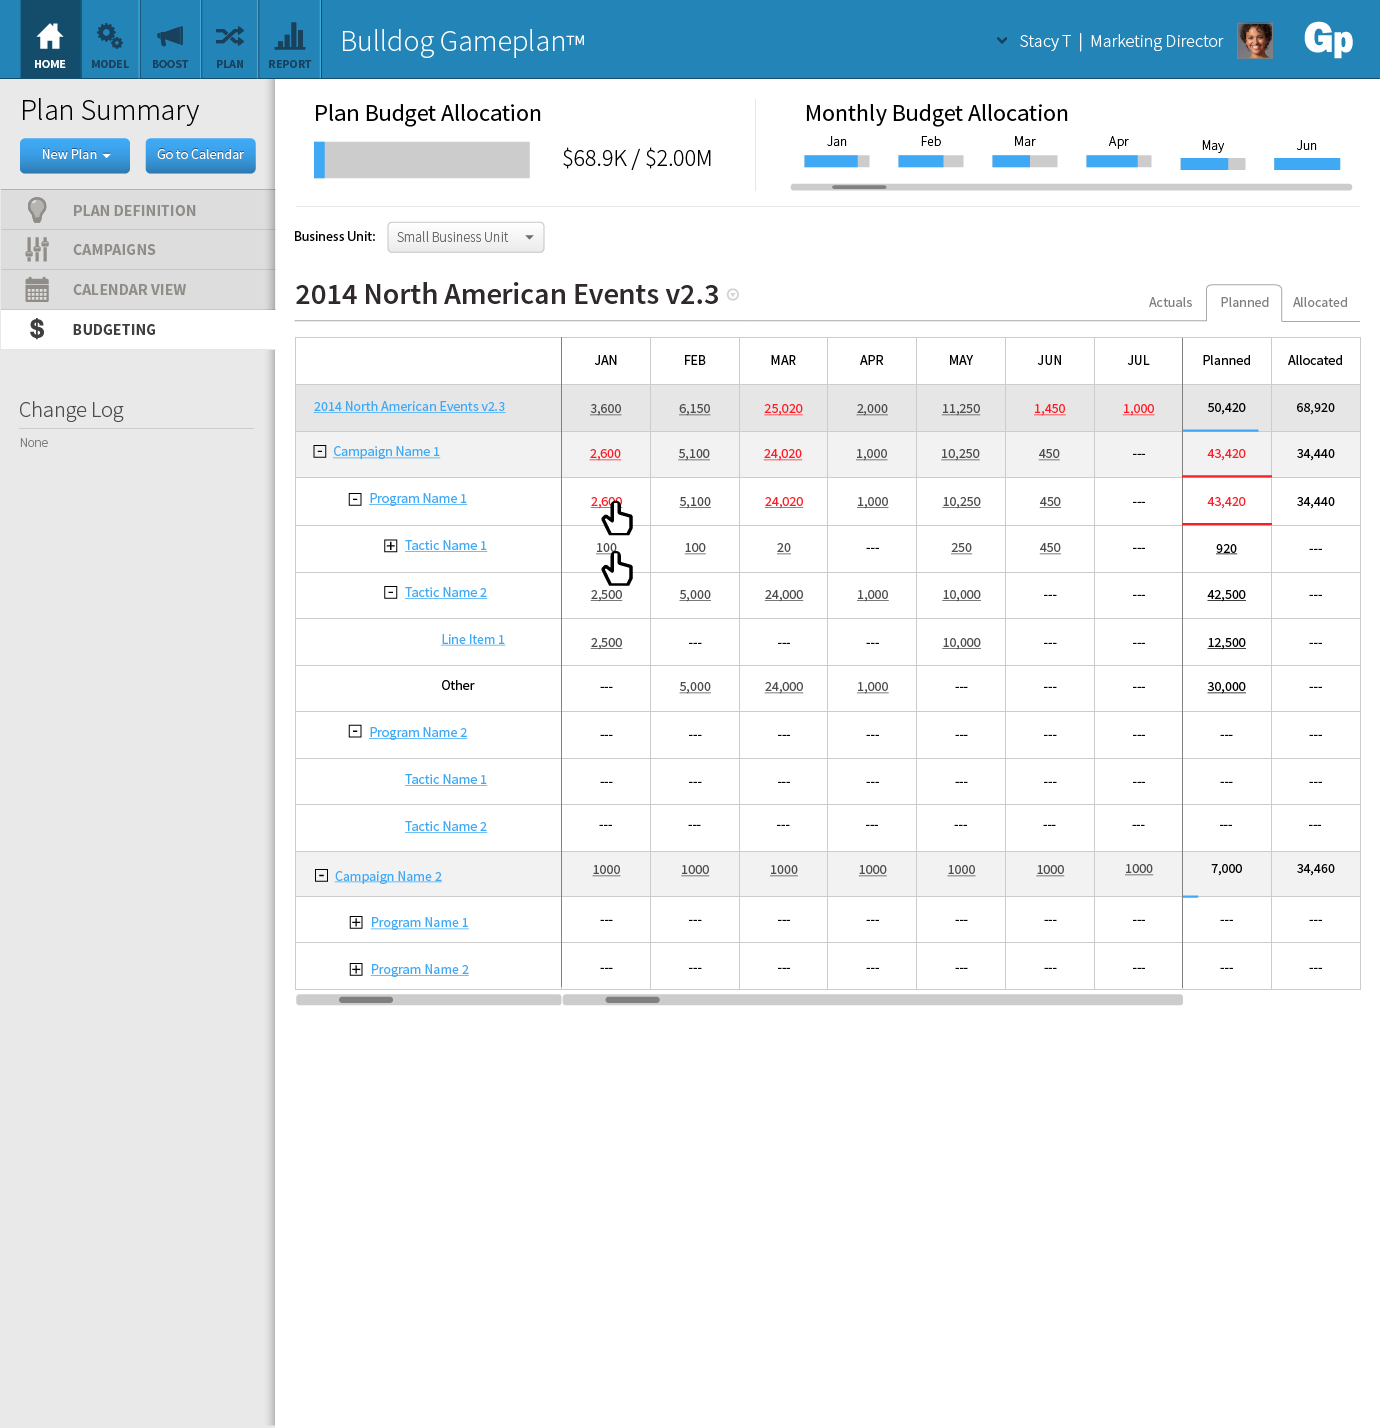 HOME
MODEL
BOOST
PLAN
REPORT
Bulldog Gameplan™
Stacy T | Marketing Director
Gp
Plan Summary
New Plan
Go to Calendar
PLAN DEFINITION
CAMPAIGNS
CALENDAR VIEW
$ BUDGETING
Change Log
None
Plan Budget Allocation
$68.9K / $2.00M
Monthly Budget Allocation
Jan Feb Mar Apr May Jun
Business Unit: Small Business Unit
2014 North American Events v2.3
Actuals Planned Allocated
JAN FEB MAR APR MAY JUN JUL Planned Allocated
2014 North American Events v2.3 3,600 6,150 25,020 2,000 11,250 1,450 1,000 50,420 68,920
- Campaign Name 1 2,600 5,100 24,020 1,000 10,250 450 --- 43,420 34,440
- Program Name 1 2,600 5,100 24,020 1,000 10,250 450 --- 43,420 34,440
+ Tactic Name 1 100 100 20 --- 250 450 --- 920 ---
- Tactic Name 2 2,500 5,000 24,000 1,000 10,000 --- --- 42,500 ---
Line Item 1 2,500 --- --- --- 10,000 --- --- 12,500 ---
Other --- 5,000 24,000 1,000 --- --- --- 30,000 ---
- Program Name 2 --- --- --- --- --- --- --- --- ---
Tactic Name 1 --- --- --- --- --- --- --- --- ---
Tactic Name 2 --- --- --- --- --- --- --- --- ---
- Campaign Name 2 1000 1000 1000 1000 1000 1000 1000 7,000 34,460
+ Program Name 1 --- --- --- --- --- --- --- --- ---
+ Program Name 2 --- --- --- --- --- --- --- --- ---